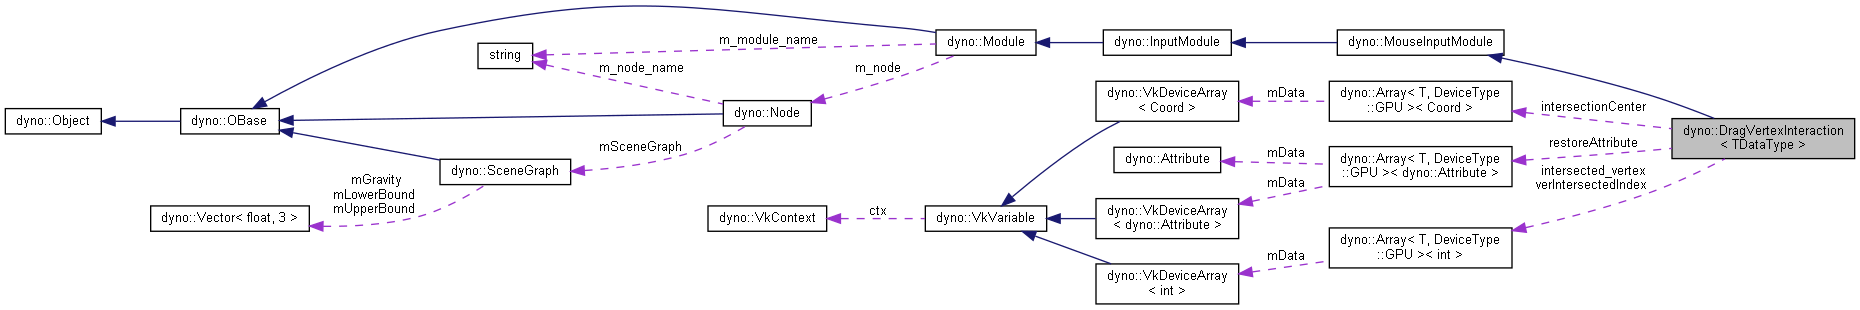 m_module_name
dyno::Module
dyno::InputModule
dyno::MouseInputModule
string
m_node_name
m_node
dyno::VkDeviceArray
< Coord >
mData
dyno::Array< T, DeviceType
::GPU >< Coord >
intersectionCenter
dyno::Object
dyno::OBase
dyno::Node
dyno::DragVertexInteraction
< TDataType >
mSceneGraph
dyno::Attribute
mData
dyno::Array< T, DeviceType
::GPU >< dyno::Attribute >
restoreAttribute
dyno::SceneGraph
mData
intersected_vertex
verIntersectedIndex
mGravity
mLowerBound
mUpperBound
dyno::Vector< float, 3 >
dyno::VkContext
ctx
dyno::VkVariable
dyno::VkDeviceArray
< dyno::Attribute >
dyno::Array< T, DeviceType
::GPU >< int >
mData
dyno::VkDeviceArray
< int >